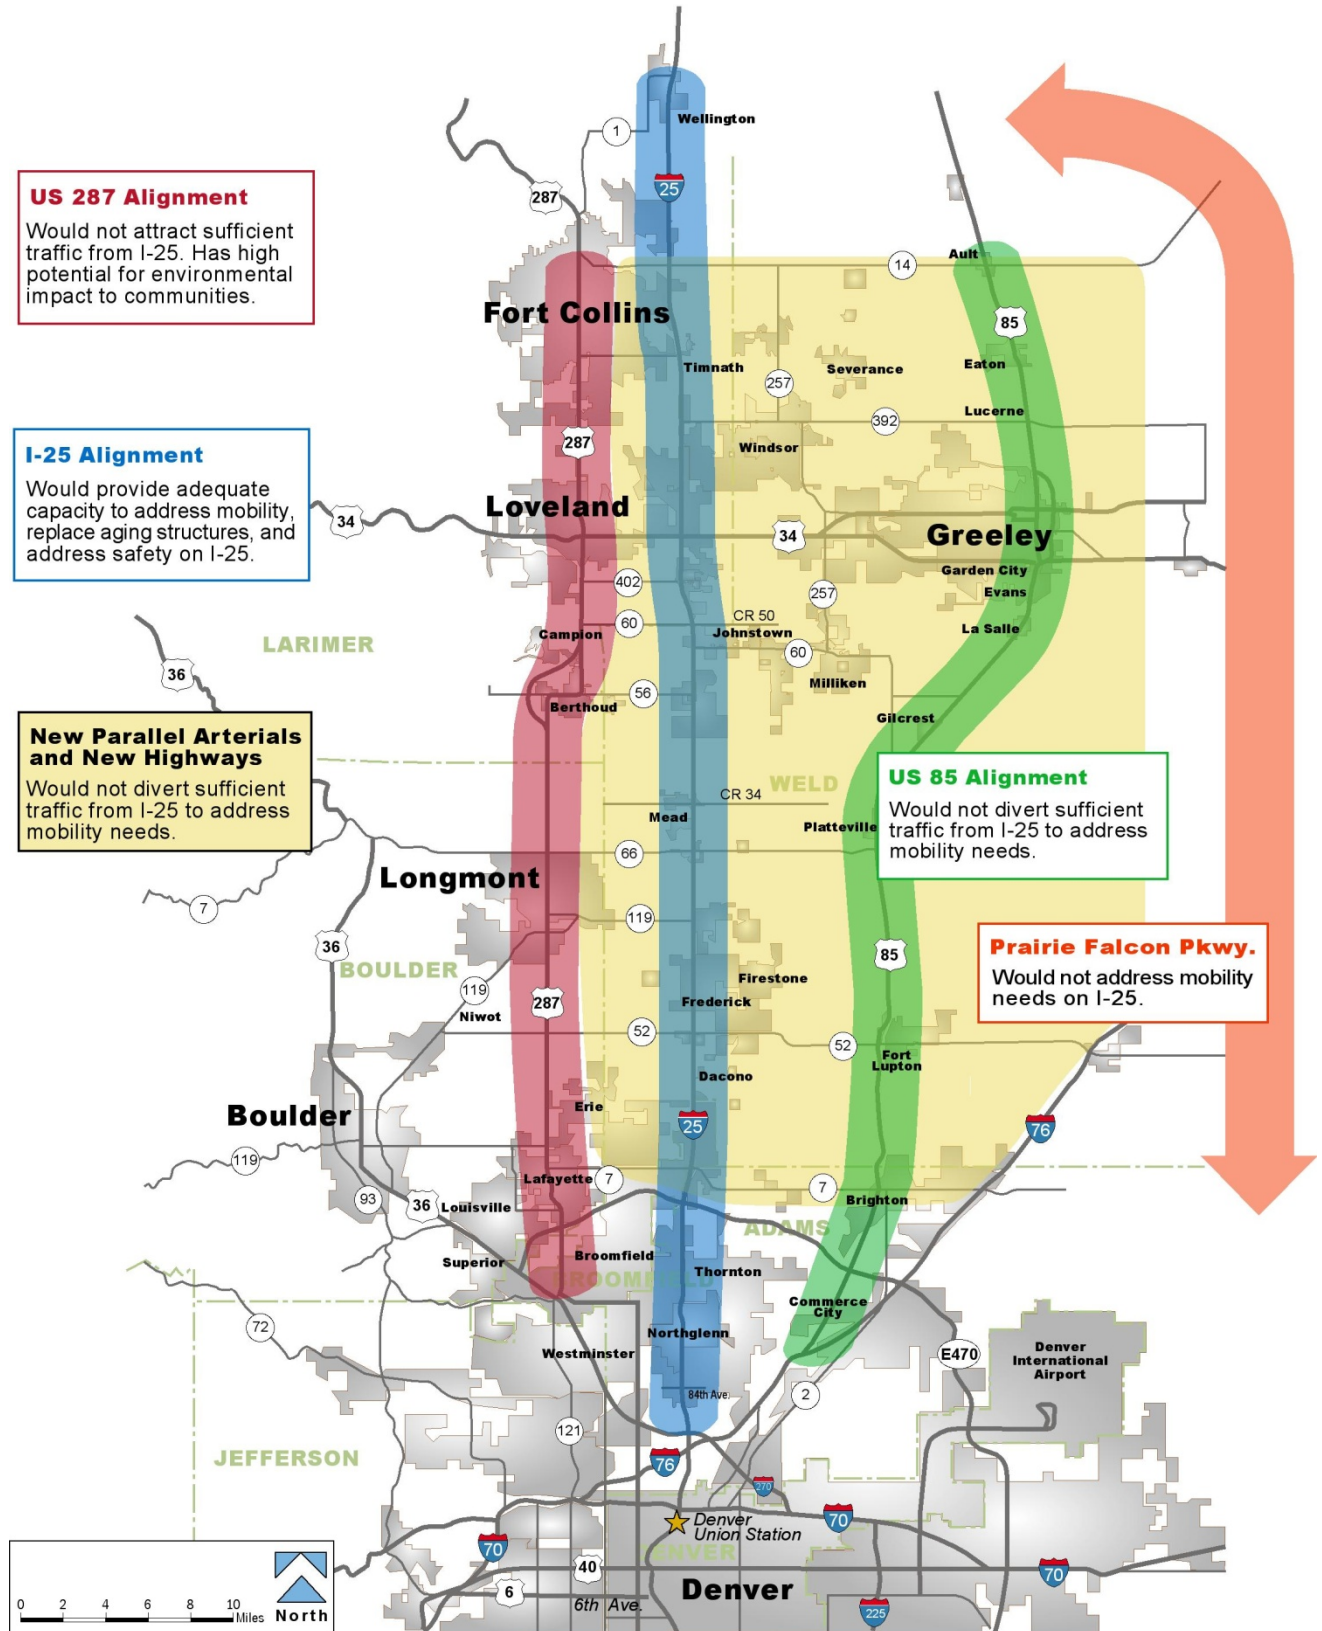 Wellington
1
25
US 287 Alignment
Would not attract sufficient
traffic from I-25. Has high
potential for environmental
impact to communities.
287
Ault
14
Fort Collins
85
Timnath
Severance
Eaton
257
Lucerne
392
287
Windsor
I-25 Alignment
Would provide adequate
capacity to address mobility,
replace aging structures, and
address safety on I-25.
Loveland
34
34
Greeley
Garden City
402
257
Evans
CR 50
60
Johnstown
La Salle
Campion
LARIMER
60
36
Milliken
56
Berthoud
Gilcrest
New Parallel Arterials
and New Highways
Would not divert sufficient
traffic from I-25 to address
mobility needs.
US 85 Alignment
Would not divert sufficient
traffic from I-25 to address
mobility needs.
WELD
CR 34
Mead
Platteville
66
Longmont
7
119
36
85
Prairie Falcon Pkwy.
Would not address mobility
needs on I-25.
BOULDER
Firestone
119
287
Frederick
Niwot
52
52
Fort
Lupton
Dacono
Erie
Boulder
25
76
119
Lafayette
7
7
93
36
Louisville
Brighton
ADAMS
Broomfield
Superior
Thornton
BROOMFIELD
Commerce
City
72
Northglenn
Westminster
E470
Denver
International
Airport
84th Ave.
2
121
JEFFERSON
76
270
Denver
Union Station
70
70
DENVER
40
70
6
6th Ave.
Denver
225
0 2 4 6 8 10
Miles
North